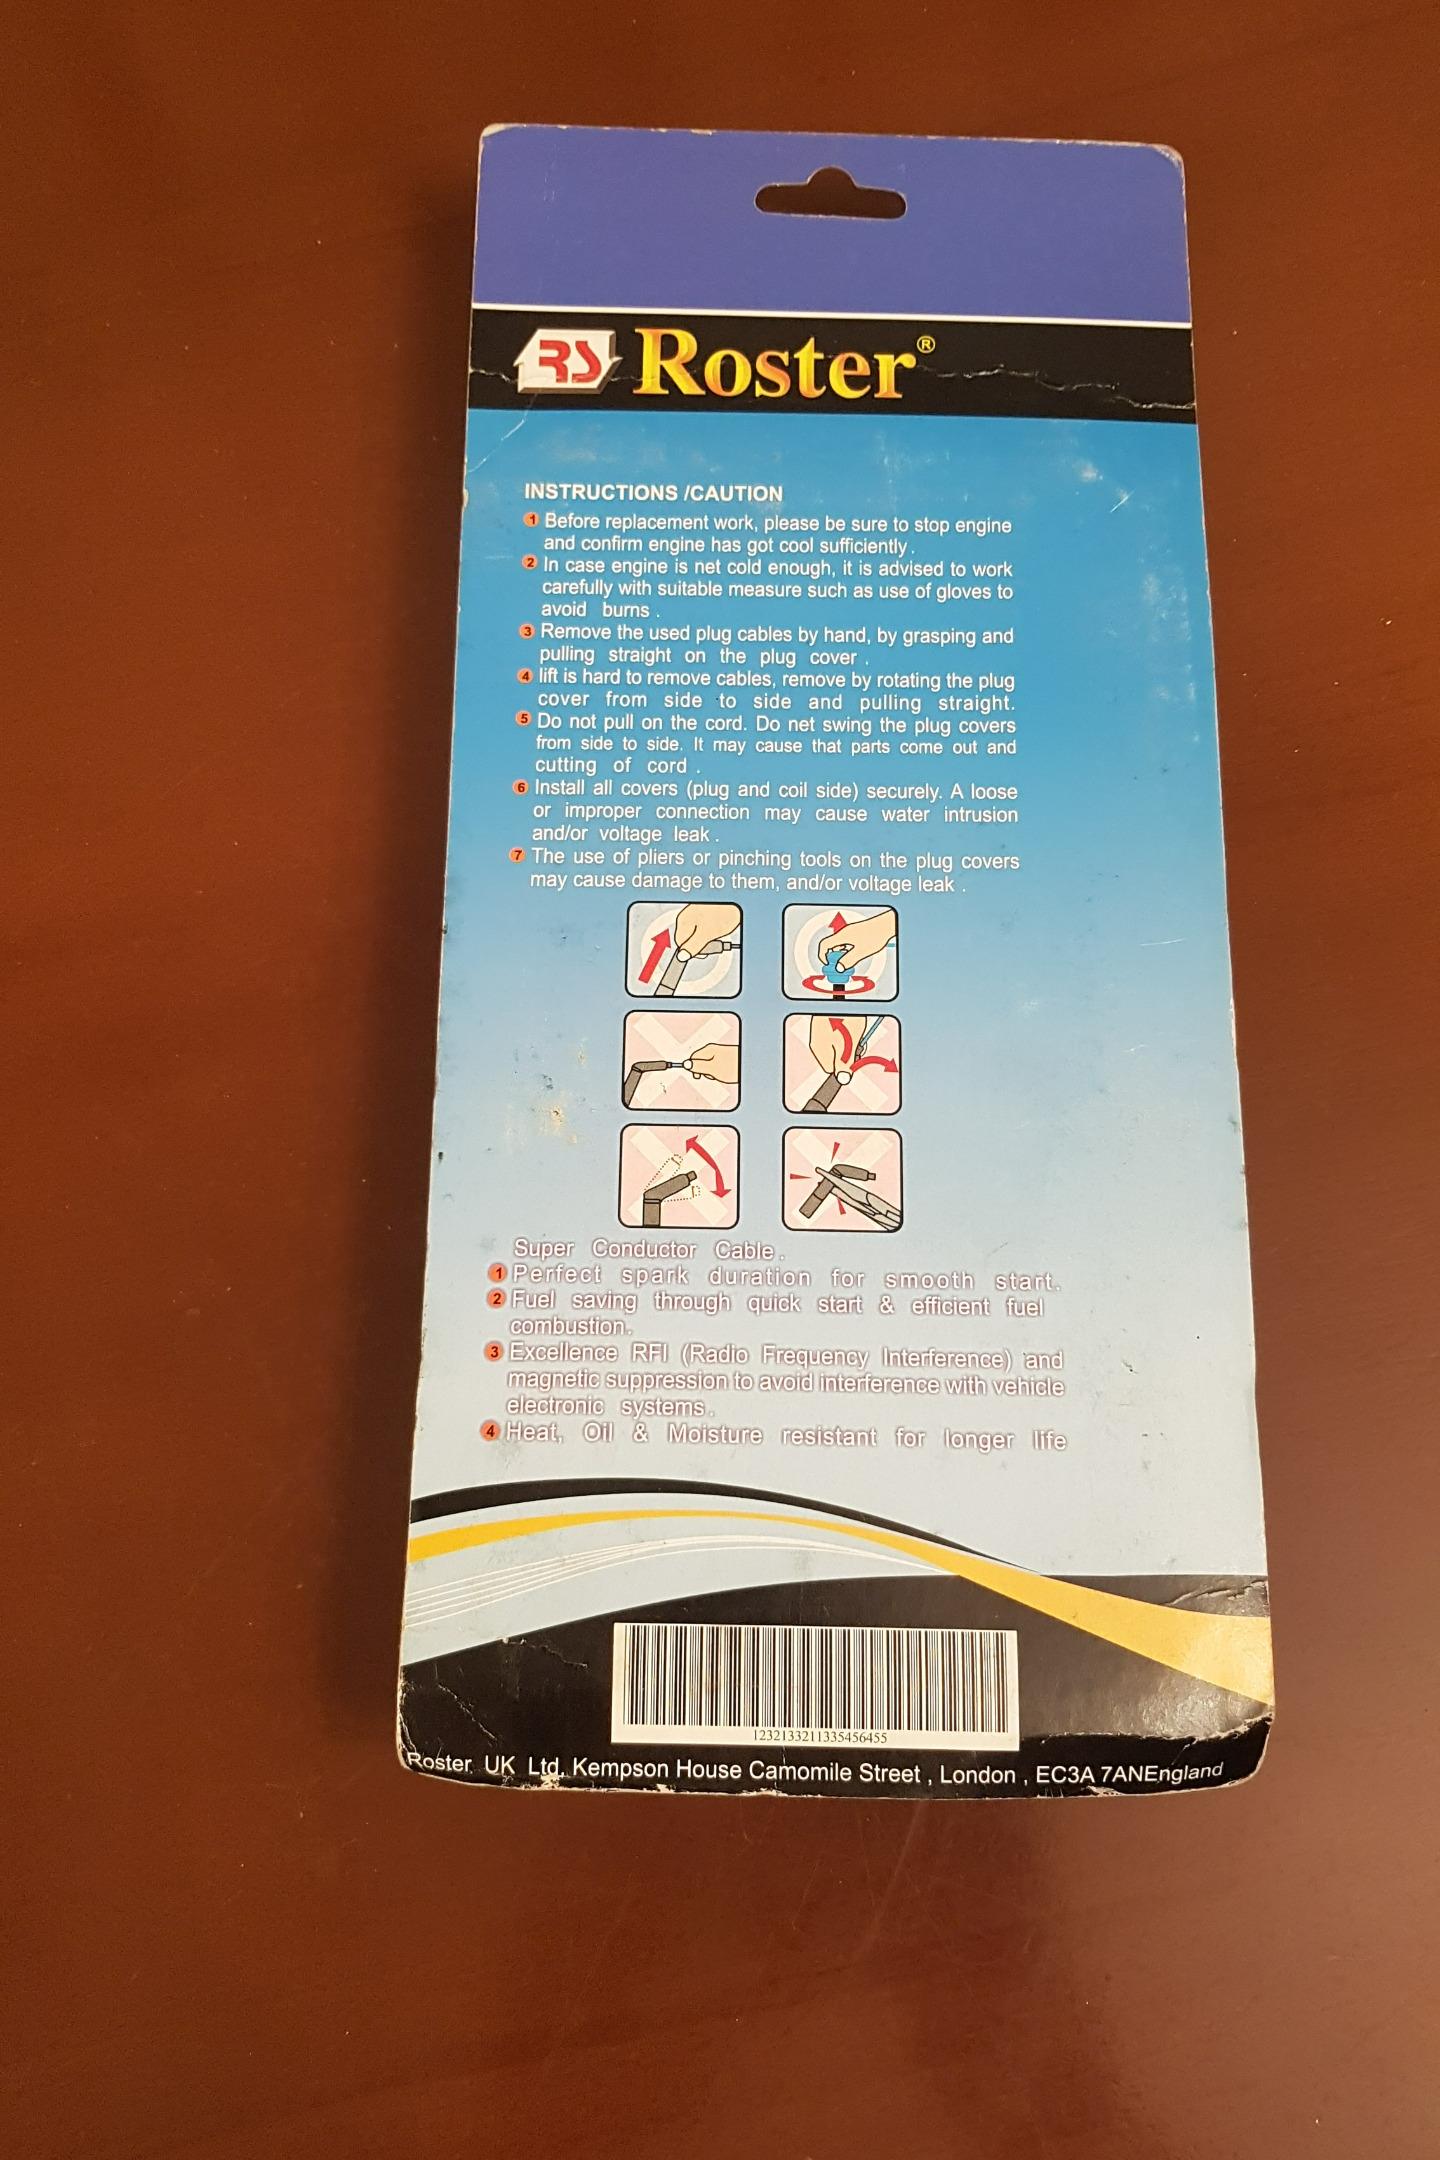 RS Roster®
INSTRUCTIONS /CAUTION
1 Before replacement work, please be sure to stop engine
and confirm engine has got cool sufficiently .
2 In case engine is net cold enough, it is advised to work
carefully with suitable measure such as use of gloves to
avoid burns .
3 Remove the used plug cables by hand, by grasping and
pulling straight on the plug cover .
4 lift is hard to remove cables, remove by rotating the plug
cover from side to side and pulling straight.
5 Do not pull on the cord. Do net swing the plug covers
from side to side. It may cause that parts come out and
cutting of cord .
6 Install all covers (plug and coil side) securely. A loose
or improper connection may cause water intrusion
and/or voltage leak .
7 The use of pliers or pinching tools on the plug covers
may cause damage to them, and/or voltage leak .
Super Conductor Cable .
1 Perfect spark duration for smooth start.
2 Fuel saving through quick start & efficient fuel
combustion.
3 Excellence RFI (Radio Frequency Interference) and
magnetic suppression to avoid interference with vehicle
electronic systems .
4 Heat, Oil & Moisture resistant for longer life
1232133211335456455
Roster. UK Ltd, Kempson House Camomile Street , London , EC3A 7ANEngland